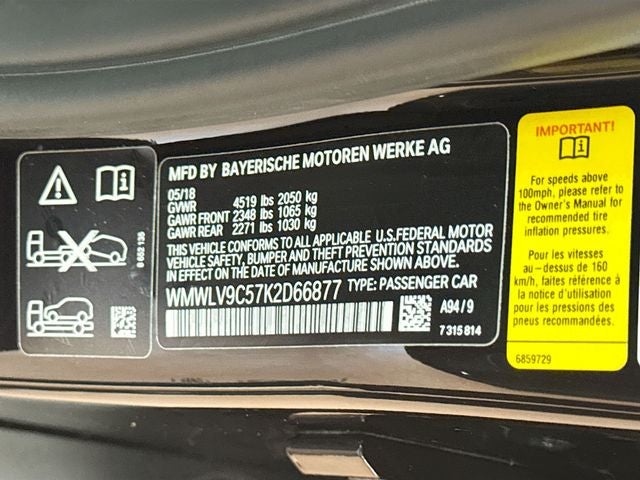 MFD BY BAYERISCHE MOTOREN WERKE AG
05/18
GVWR 4519 lbs 2050 kg
GAWR FRONT 2348 lbs 1065 kg
GAWR REAR 2271 lbs 1030 kg
THIS VEHICLE CONFORMS TO ALL APPLICABLE U.S.FEDERAL MOTOR
VEHICLE SAFETY, BUMPER AND THEFT PREVENTION STANDARDS
IN EFFECT ON THE DATE OF MANUFACTURE SHOWN ABOVE.
WMWLV9C57K2D66877 TYPE: PASSENGER CAR
A94/9
7 315 814
IMPORTANT!
For speeds above
100mph, please refer to
the Owner's Manual for
recommended tire
inflation pressures.
Pour les vitesses
au-dessus de 160
km/h, veuillez vous référer
à la notice d'utilisation
pour les pressions des
pneus recommandées.
6859729